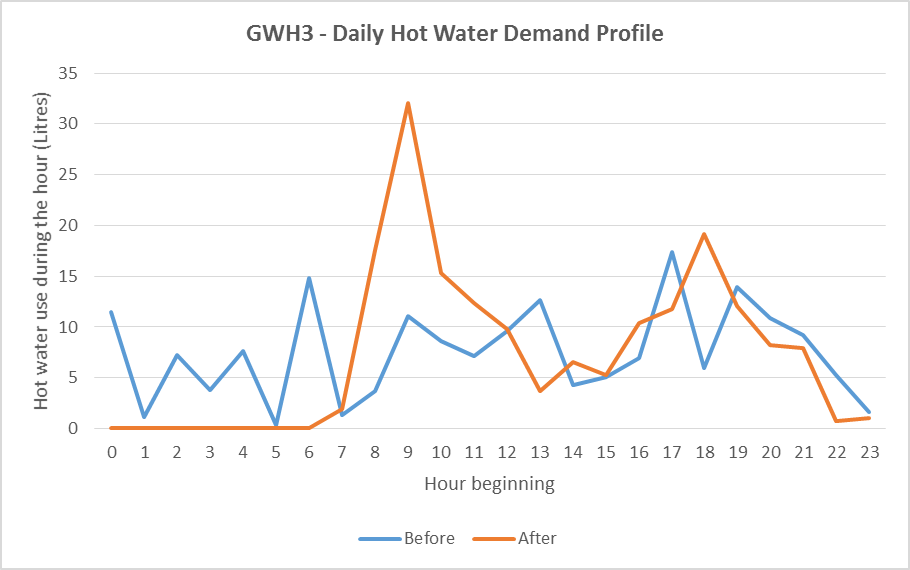 GWH3 - Daily Hot Water Demand Profile
Hot water use during the hour (Litres)
35
30
25
20
15
10
5
0
0 1 2 3 4 5 6 7 8 9 10 11 12 13 14 15 16 17 18 19 20 21 22 23
Hour beginning
Before After